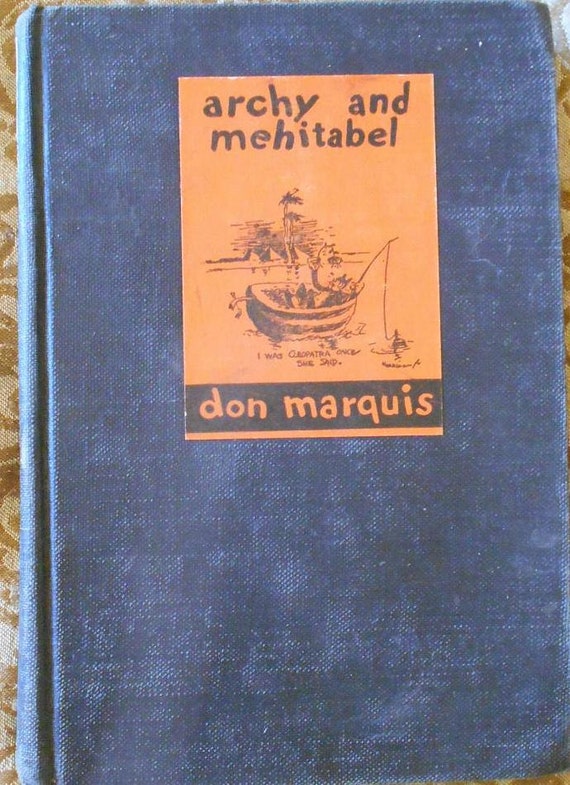 archy and
mehitabel
I WAS CLEOPATRA ONCE
SHE SAID.
don marquis